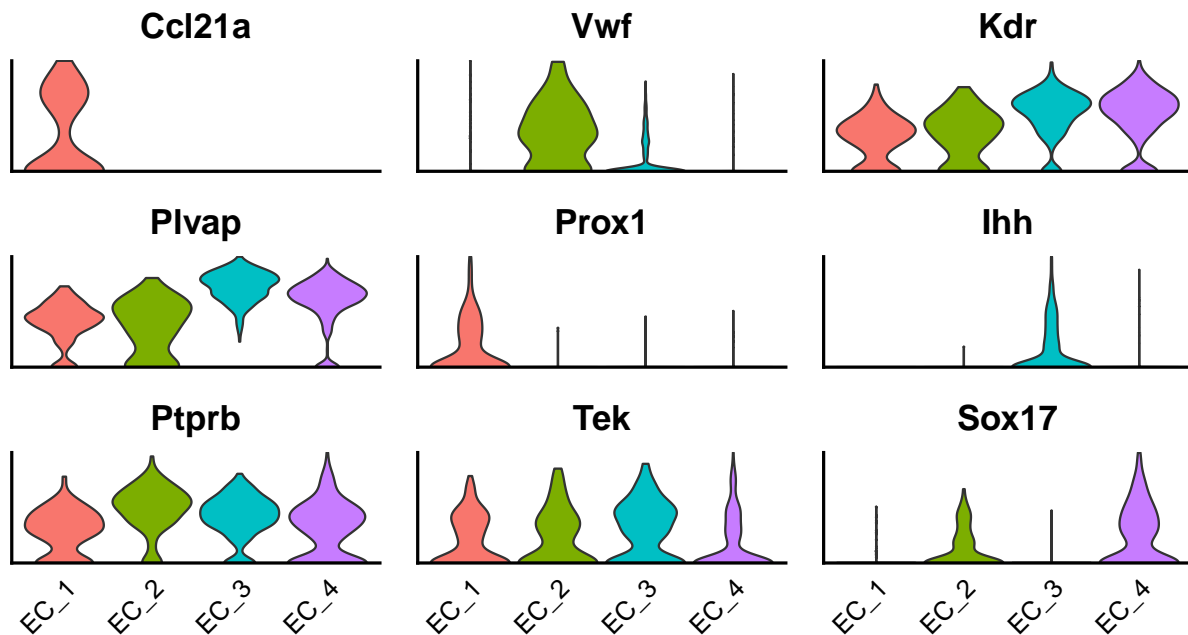 Ccl21a Vwf Kdr
Plvap Prox1 Ihh
Ptprb Tek Sox17
EC_1 EC_2 EC_3 EC_4 EC_1 EC_2 EC_3 EC_4 EC_1 EC_2 EC_3 EC_4